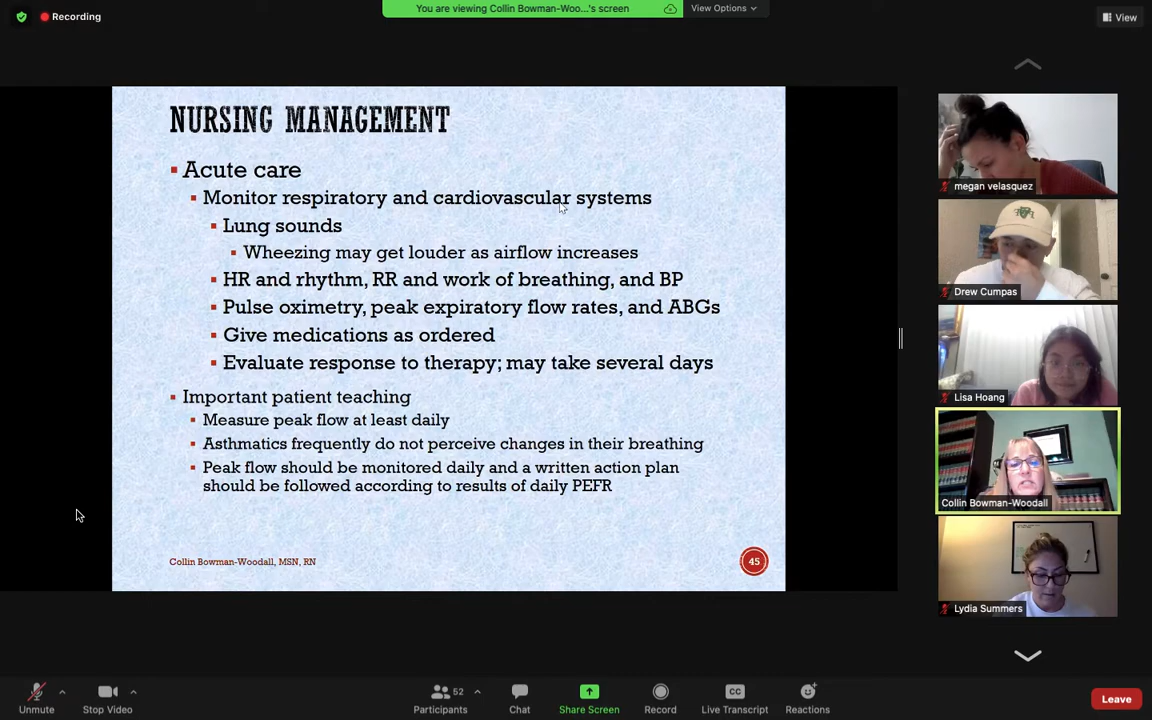 Recording
You are viewing Collin Bowman-Woo...'s screen
View Options
View
NURSING MANAGEMENT
Acute care
Monitor respiratory and cardiovascular systems
Lung sounds
Wheezing may get louder as airflow increases
HR and rhythm, RR and work of breathing, and BP
Pulse oximetry, peak expiratory flow rates, and ABGs
Give medications as ordered
Evaluate response to therapy; may take several days
Important patient teaching
Measure peak flow at least daily
Asthmatics frequently do not perceive changes in their breathing
Peak flow should be monitored daily and a written action plan
should be followed according to results of daily PEFR
Collin Bowman-Woodall, MSN, RN
45
megan velasquez
Drew Cumpas
Lisa Hoang
Collin Bowman-Woodall
Lydia Summers
Unmute
Stop Video
52
Participants
Chat
Share Screen
Record
CC
Live Transcript
Reactions
Leave